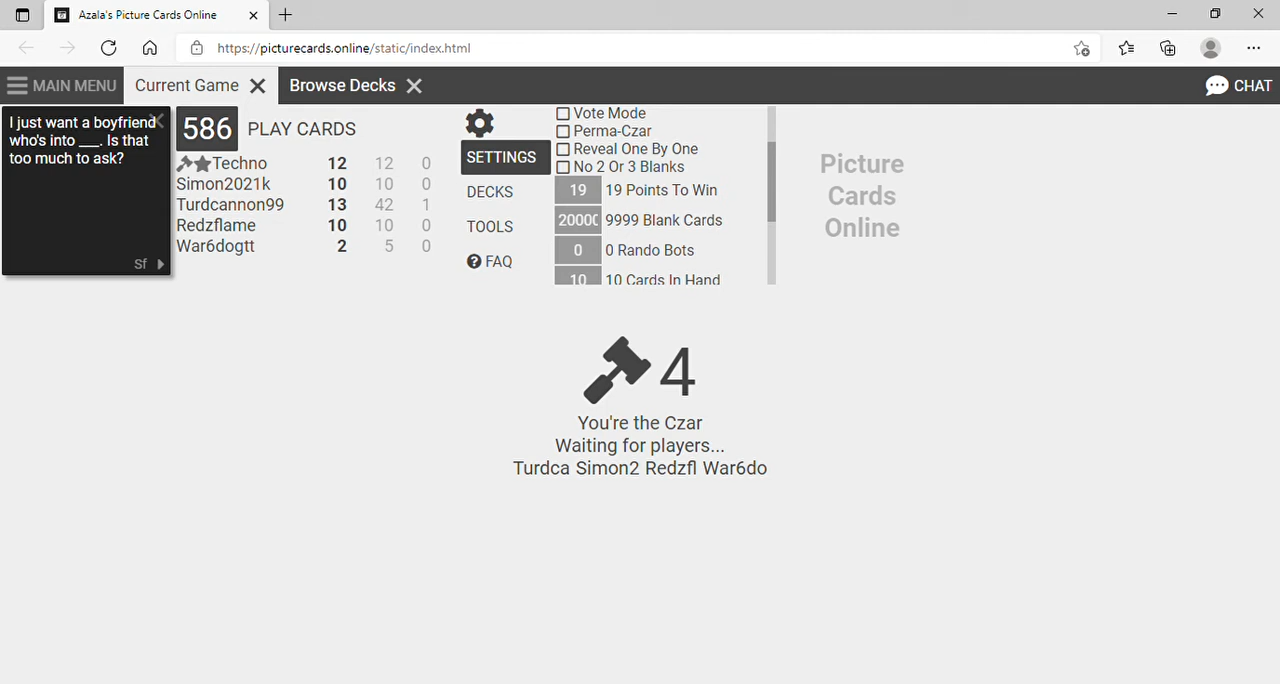 Azala's Picture Cards Online
https://picturecards.online/static/index.html
MAIN MENU
Current Game
Browse Decks
CHAT
I just want a boyfriend
who's into ___. Is that
too much to ask?
Sf
586 PLAY CARDS
Techno 12 12 0
Simon2021k 10 10 0
Turdcannon99 13 42 1
Redzflame 10 10 0
War6dogtt 2 5 0
SETTINGS
DECKS
TOOLS
FAQ
Vote Mode
Perma-Czar
Reveal One By One
No 2 Or 3 Blanks
19 19 Points To Win
20000 9999 Blank Cards
0 0 Rando Bots
10 10 Cards In Hand
Picture
Cards
Online
4
You're the Czar
Waiting for players...
Turdca Simon2 Redzfl War6do